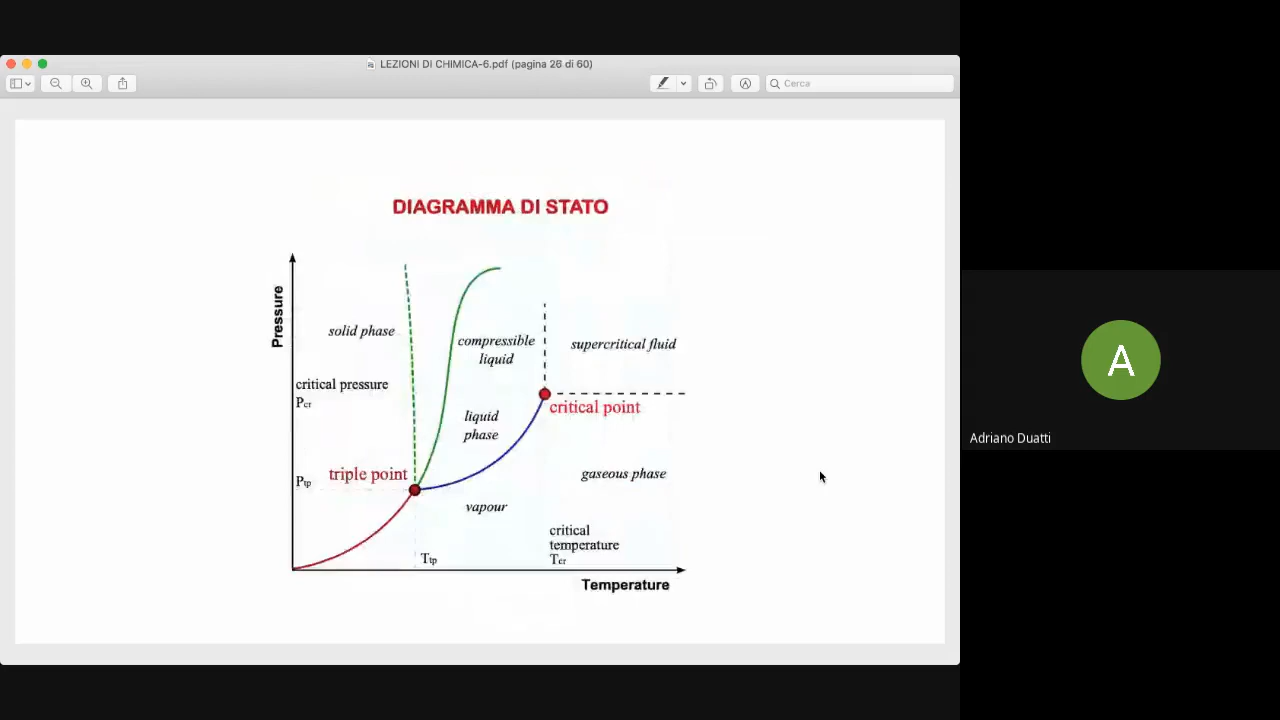 LEZIONI DI CHIMICA-6.pdf (pagina 26 di 60)
Cerca
DIAGRAMMA DI STATO
Pressure
solid phase
compressible
liquid
supercritical fluid
critical pressure
Pcr
critical point
liquid
phase
triple point
Ptp
gaseous phase
vapour
critical
temperature
Tcr
Ttp
Temperature
A
Adriano Duatti